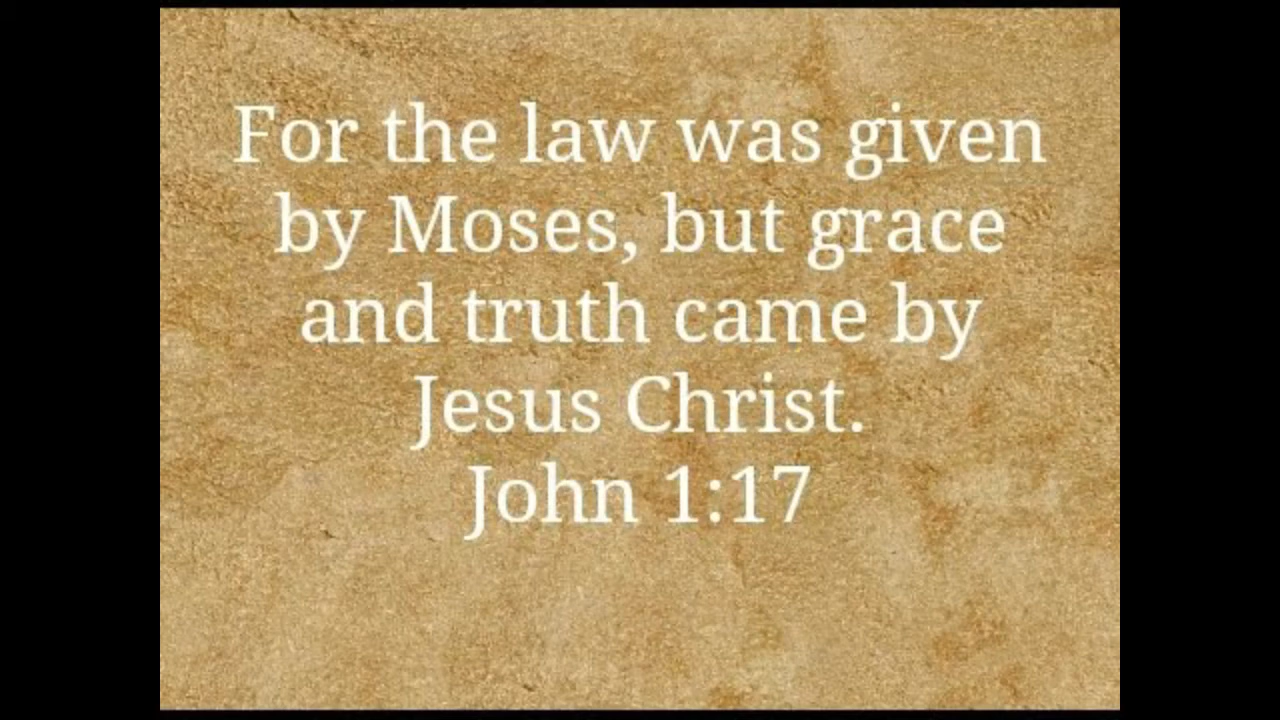 For the law was given
by Moses, but grace
and truth came by
Jesus Christ.
John 1:17